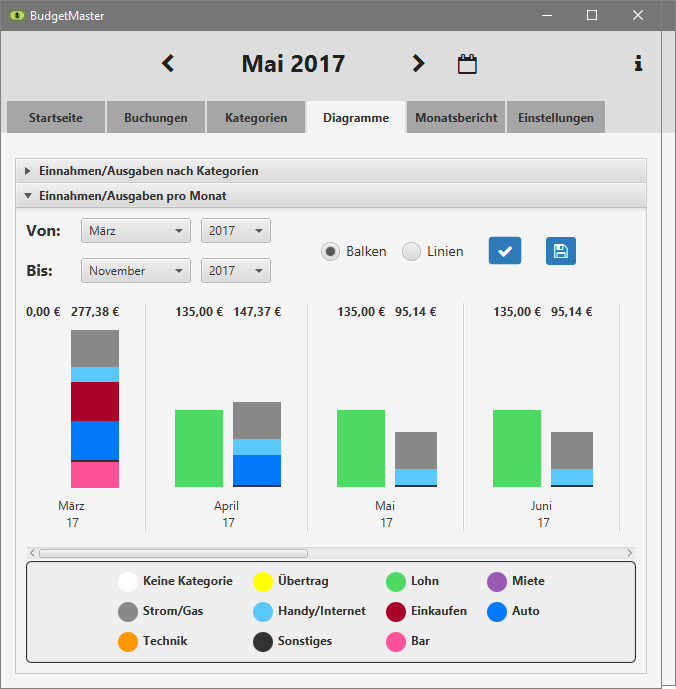 BudgetMaster
Mai 2017
Startseite Buchungen Kategorien Diagramme Monatsbericht Einstellungen
Einnahmen/Ausgaben nach Kategorien
Einnahmen/Ausgaben pro Monat
Von: März 2017
Balken Linien
Bis: November 2017
0,00 € 277,38 € 135,00 € 147,37 € 135,00 € 95,14 € 135,00 € 95,14 €
März April Mai Juni
17 17 17 17
Keine Kategorie Übertrag Lohn Miete
Strom/Gas Handy/Internet Einkaufen Auto
Technik Sonstiges Bar